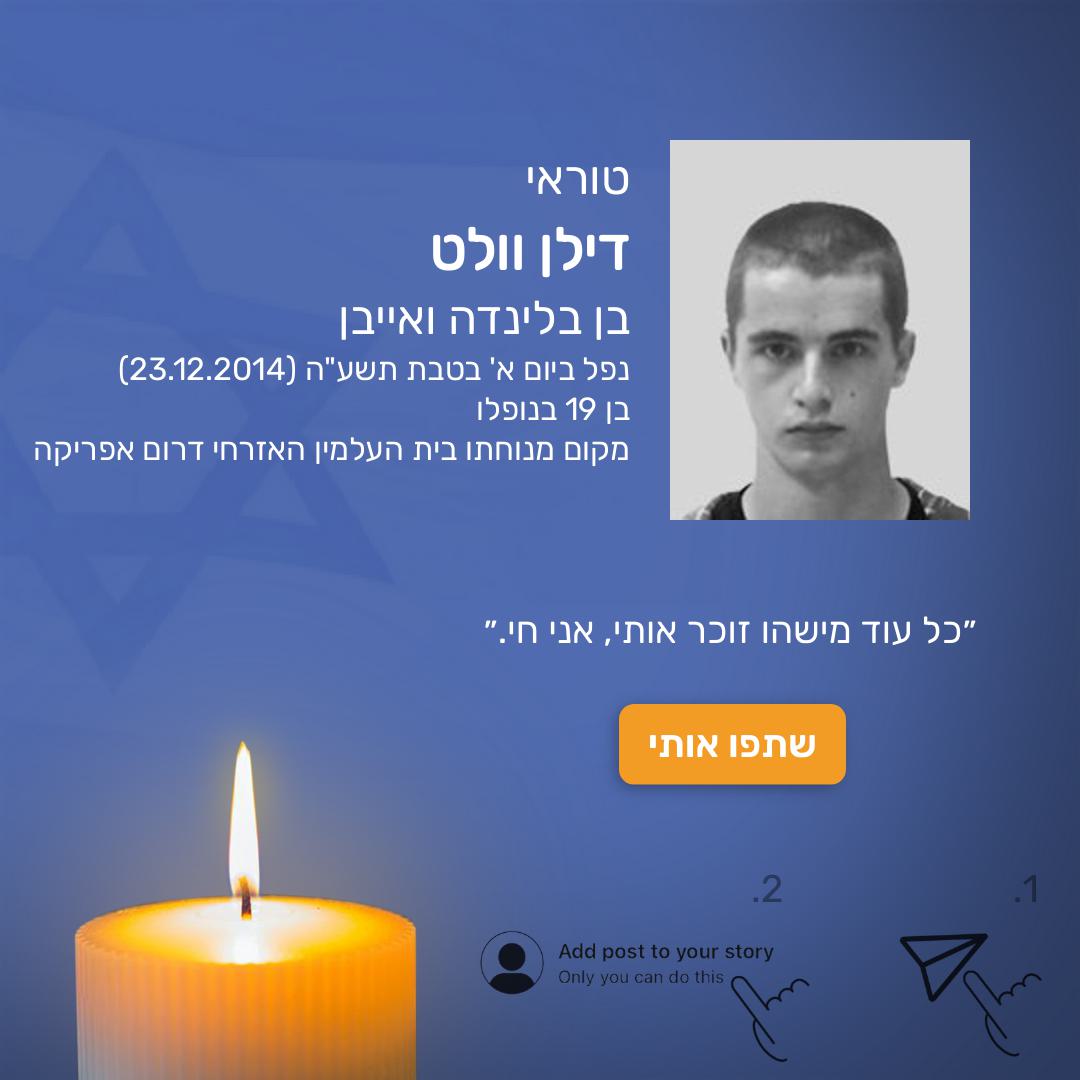 טוראי
דילן וולט
בן בלינדה ואייבן
נפל ביום א' בטבת תשע"ה (23.12.2014)
בן 19 בנופלו
מקום מנוחתו בית העלמין האזרחי דרום אפריקה
״כל עוד מישהו זוכר אותי, אני חי.״
שתפו אותי
1.
2.
Add post to your story
Only you can do this